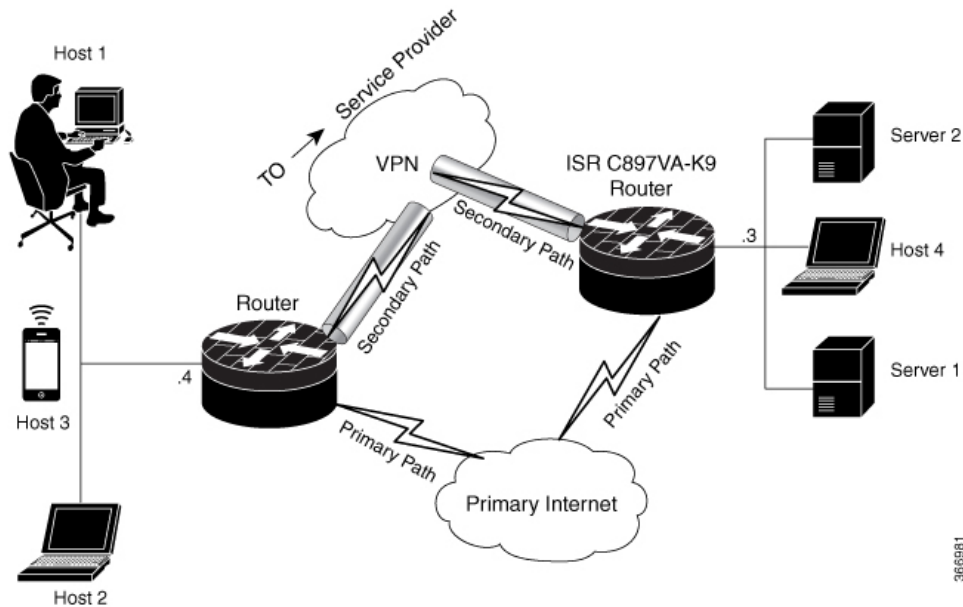 Host 1
TO → Service Provider
VPN
ISR C897VA-K9
Router
Server 2
Secondary Path
Secondary Path
.3
Host 4
Router
.4
Host 3
Server 1
Primary Path
Primary Path
Primary Internet
Host 2
366981